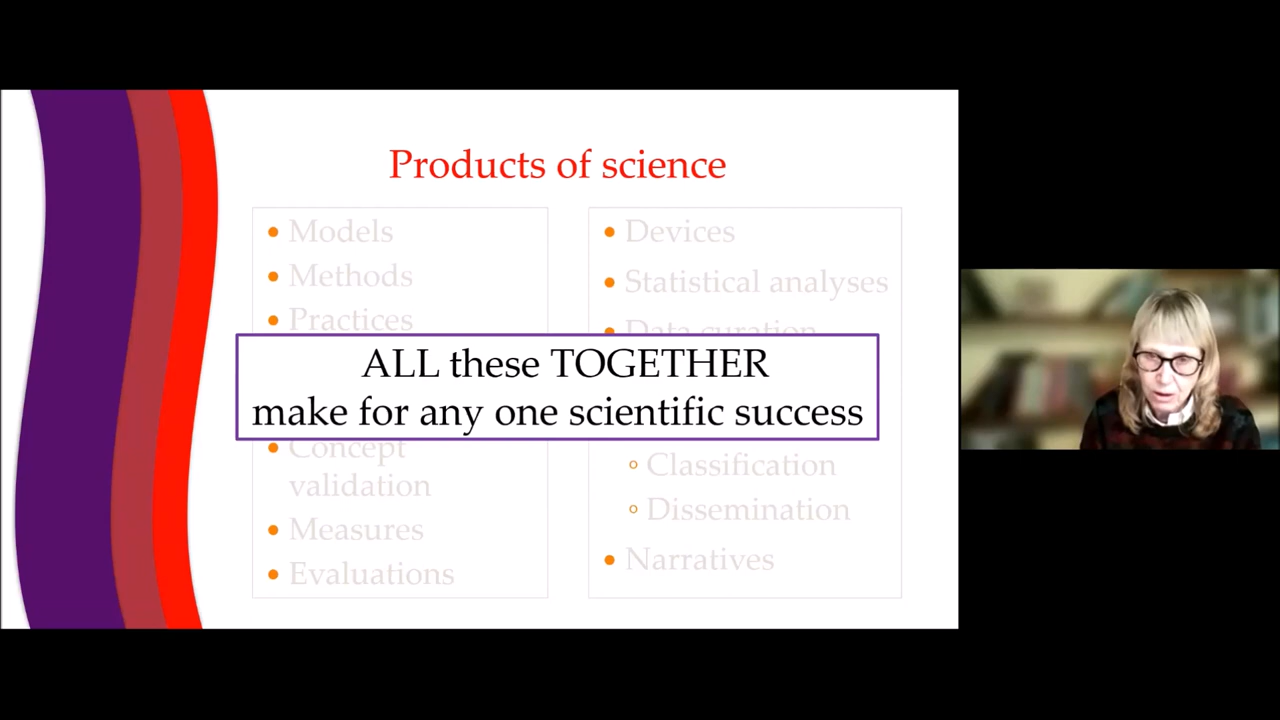 Products of science
Models
Methods
Practices
Concept
validation
Measures
Evaluations
Devices
Statistical analyses
Data curation
Classification
Dissemination
Narratives
ALL these TOGETHER
make for any one scientific success